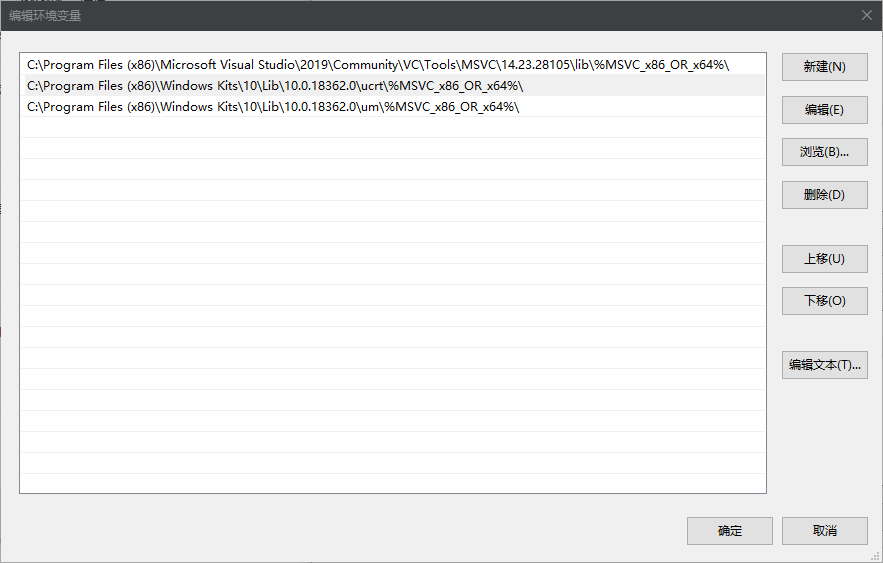 编辑环境变量
C:\Program Files (x86)\Microsoft Visual Studio\2019\Community\VC\Tools\MSVC\14.23.28105\lib\%MSVC_x86_OR_x64%\
C:\Program Files (x86)\Windows Kits\10\Lib\10.0.18362.0\ucrt\%MSVC_x86_OR_x64%\
C:\Program Files (x86)\Windows Kits\10\Lib\10.0.18362.0\um\%MSVC_x86_OR_x64%\
新建(N)
编辑(E)
浏览(B)...
删除(D)
上移(U)
下移(O)
编辑文本(T)...
确定
取消